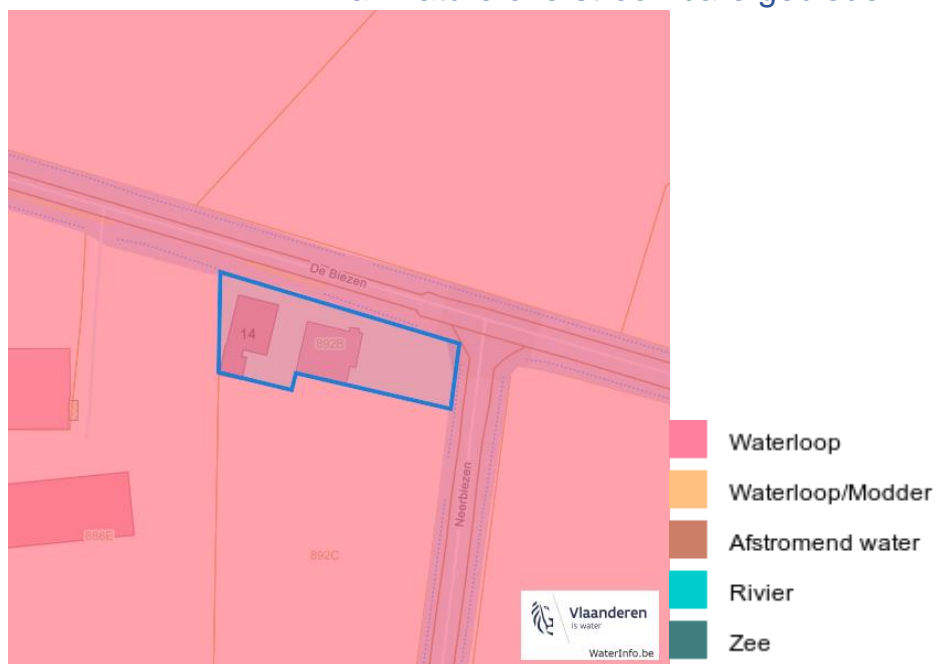 De Biezen
14
892B
Neerbiezen
888E
892C
Vlaanderen
is water
WaterInfo.be
Waterloop
Waterloop/Modder
Afstromend water
Rivier
Zee